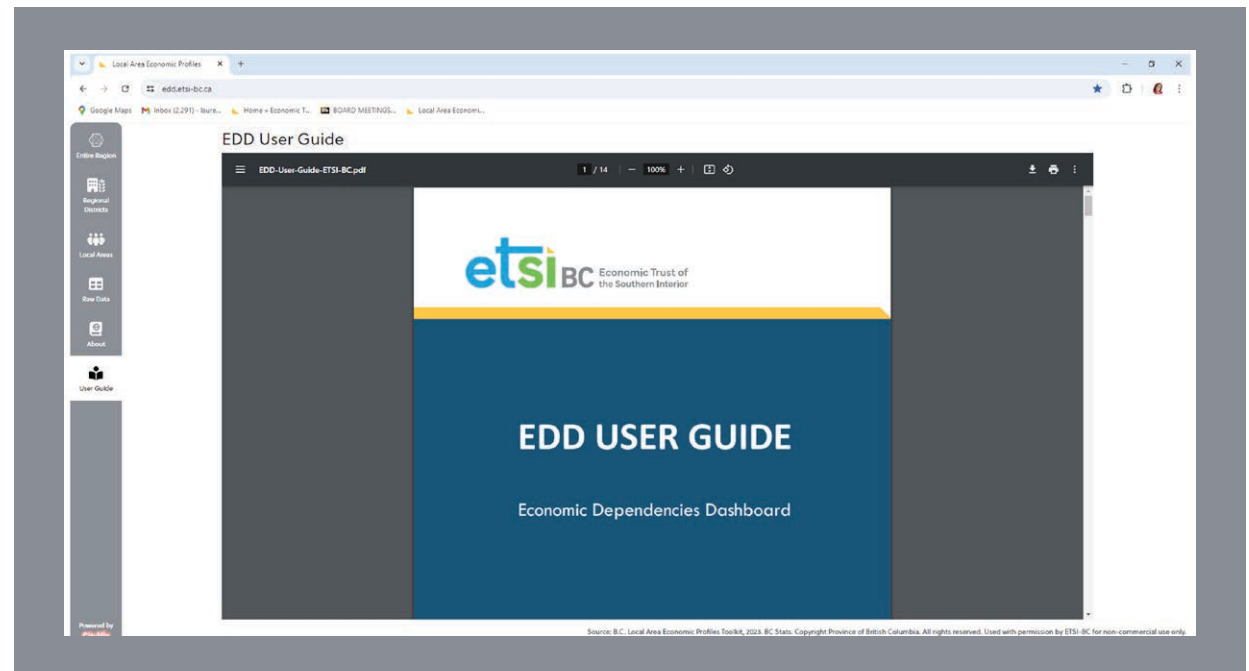 Local Area Economic Profiles
edd.etsi-bc.ca
Google Maps Inbox (2,291) - laure... Home » Economic T... BOARD MEETINGS... Local Area Economi...
Entire Region
Regional
Districts
Local Areas
Raw Data
About
User Guide
Powered by
EDD User Guide
EDD-User-Guide-ETSI-BC.pdf 1 / 14 100%
etsi BC Economic Trust of
the Southern Interior
EDD USER GUIDE
Economic Dependencies Dashboard
Source: B.C. Local Area Economic Profiles Toolkit, 2023. BC Stats. Copyright Province of British Columbia. All rights reserved. Used with permission by ETSI-BC for non-commercial use only.